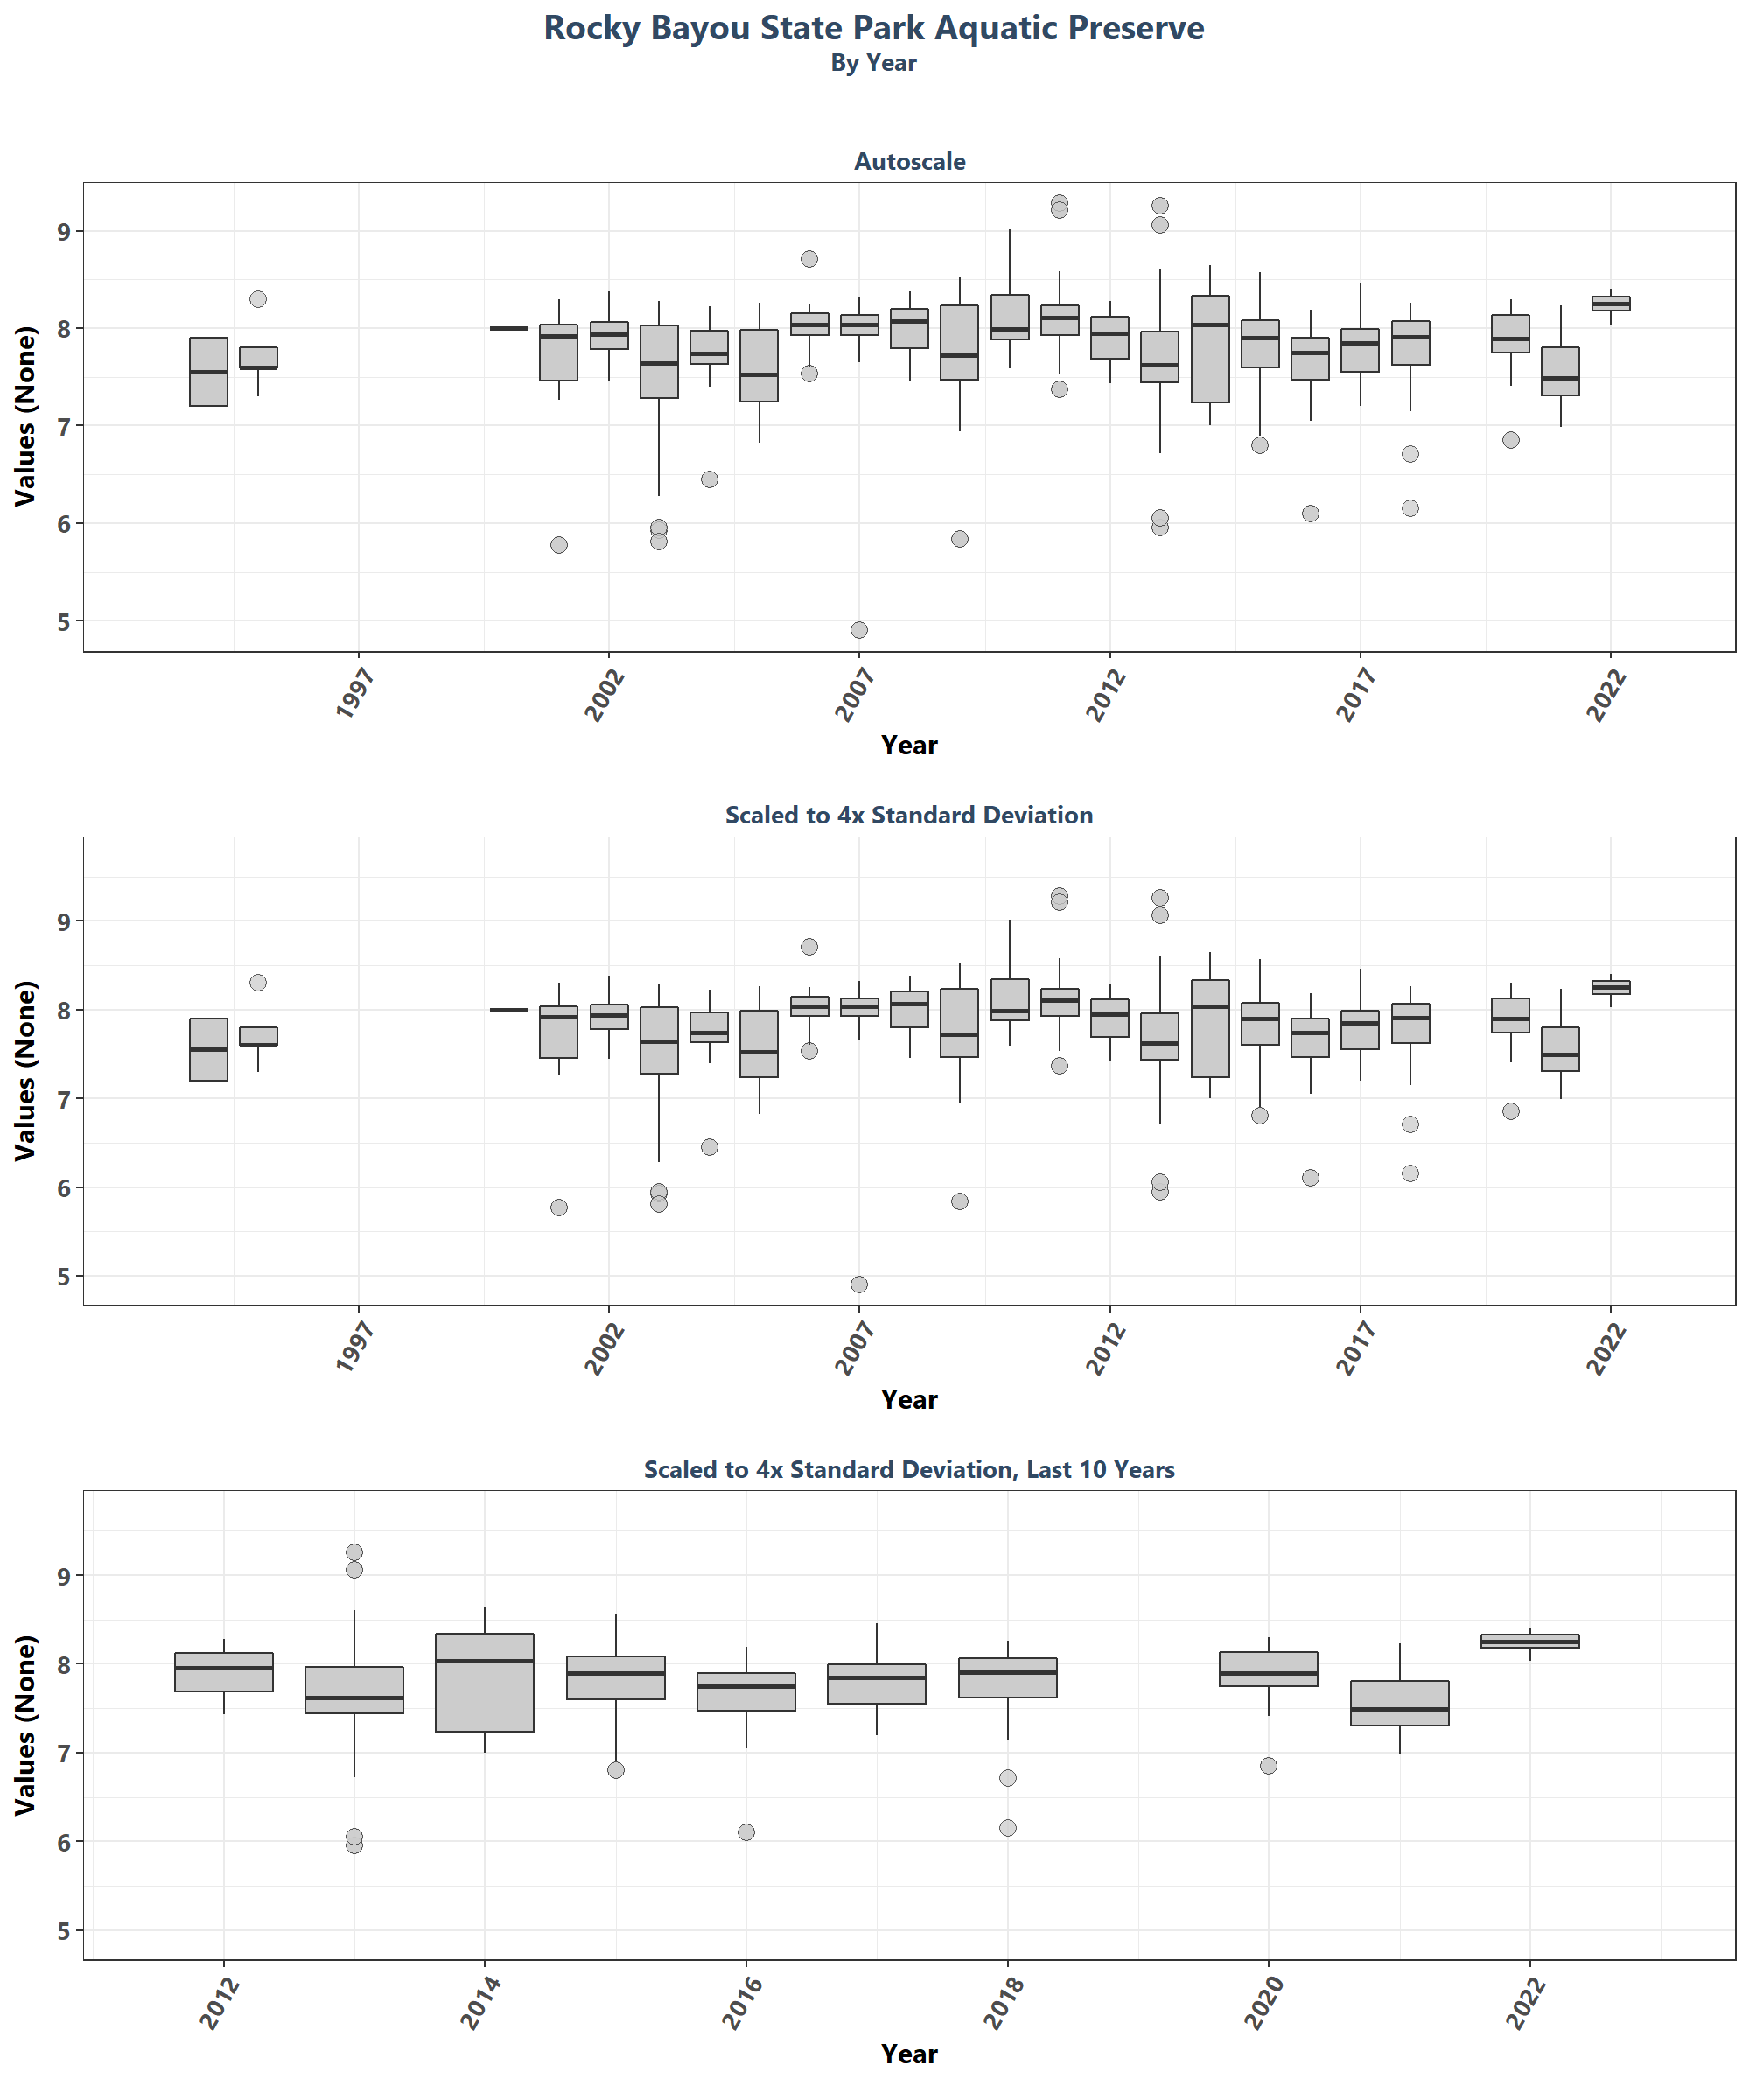 Rocky Bayou State Park Aquatic Preserve
By Year
Autoscale
Values (None)
9
8
7
6
5
1997 2002 2007 2012 2017 2022
Year
Scaled to 4x Standard Deviation
Values (None)
9
8
7
6
5
1997 2002 2007 2012 2017 2022
Year
Scaled to 4x Standard Deviation, Last 10 Years
Values (None)
9
8
7
6
5
2012 2014 2016 2018 2020 2022
Year